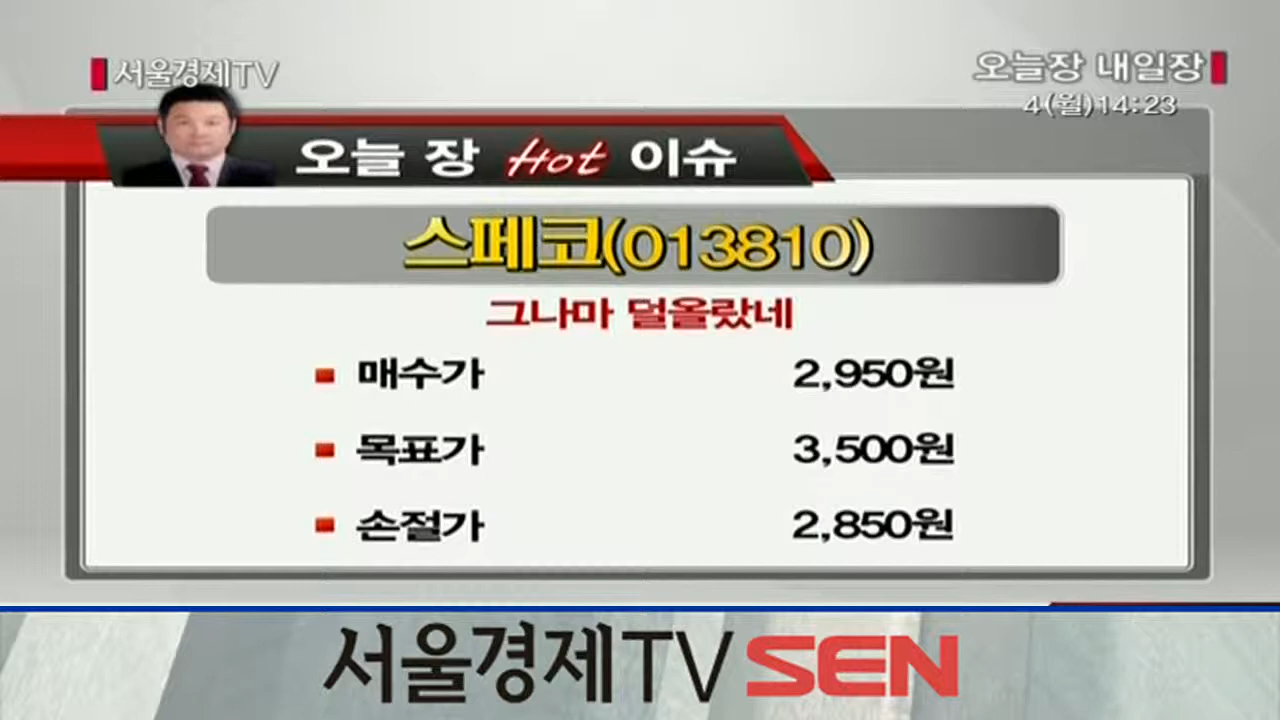 서울경제TV
오늘장 내일장
4(월)14:23
오늘 장 Hot 이슈
스페코(013810)
그나마 덜올랐네
매수가 2,950원
목표가 3,500원
손절가 2,850원
서울경제TV SEN